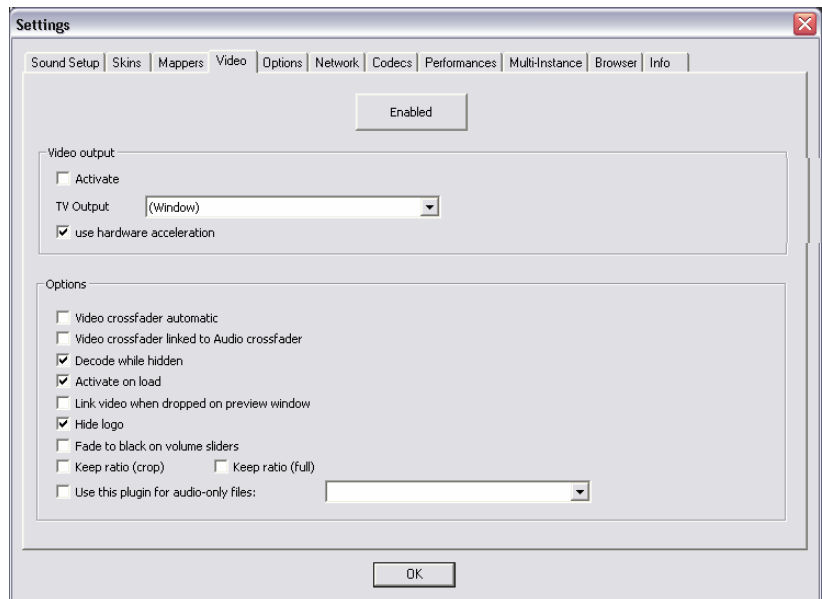 Settings
Sound Setup Skins Mappers Video Options Network Codecs Performances Multi-Instance Browser Info
Enabled
Video output
Activate
TV Output (Window)
use hardware acceleration
Options
Video crossfader automatic
Video crossfader linked to Audio crossfader
Decode while hidden
Activate on load
Link video when dropped on preview window
Hide logo
Fade to black on volume sliders
Keep ratio (crop) Keep ratio (full)
Use this plugin for audio-only files:
OK